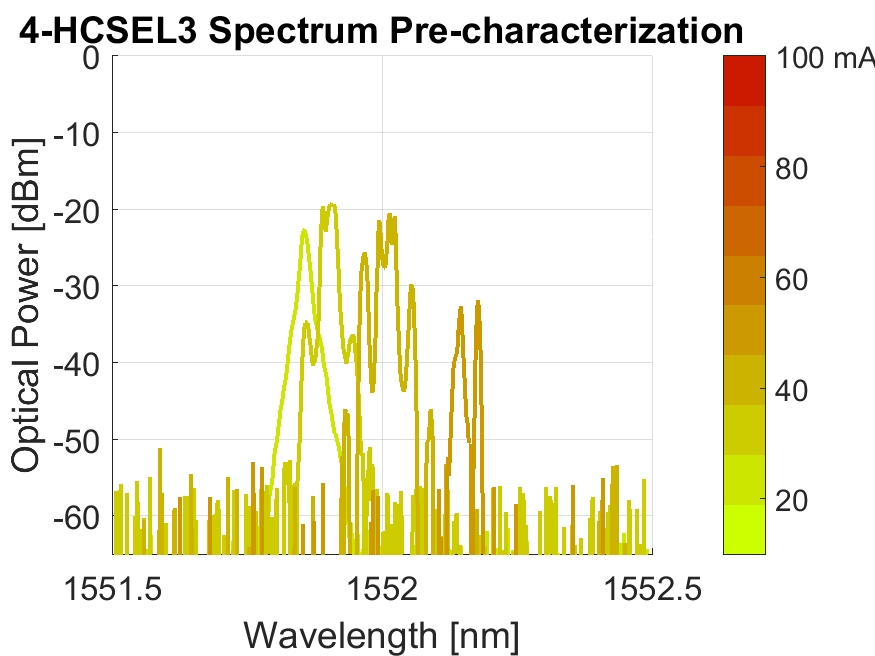 4-HCSEL3 Spectrum Pre-characterization
0
-10
-20
-30
-40
-50
-60
Optical Power [dBm]
1551.5 1552 1552.5
Wavelength [nm]
100 mA
80
60
40
20